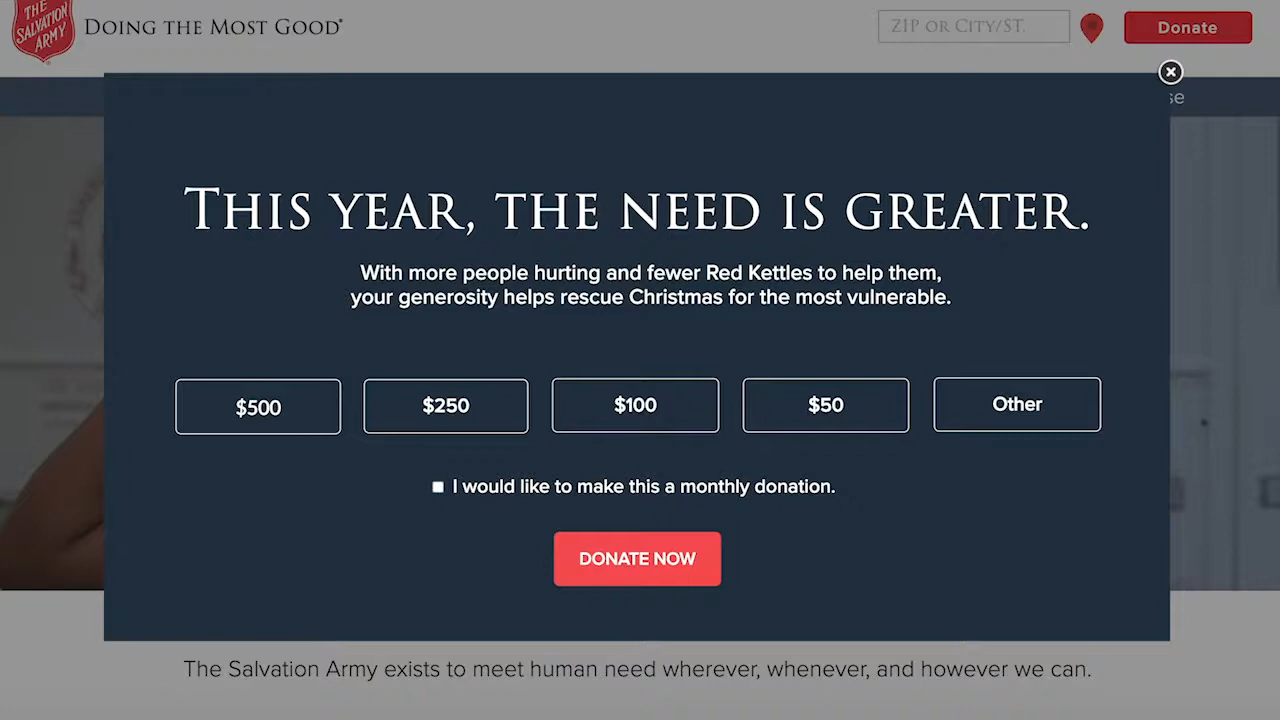 THE
SALVATION
ARMY
DOING THE MOST GOOD®
ZIP OR CITY/ST.
Donate
se
THIS YEAR, THE NEED IS GREATER.
With more people hurting and fewer Red Kettles to help them,
your generosity helps rescue Christmas for the most vulnerable.
$500
$250
$100
$50
Other
I would like to make this a monthly donation.
DONATE NOW
The Salvation Army exists to meet human need wherever, whenever, and however we can.